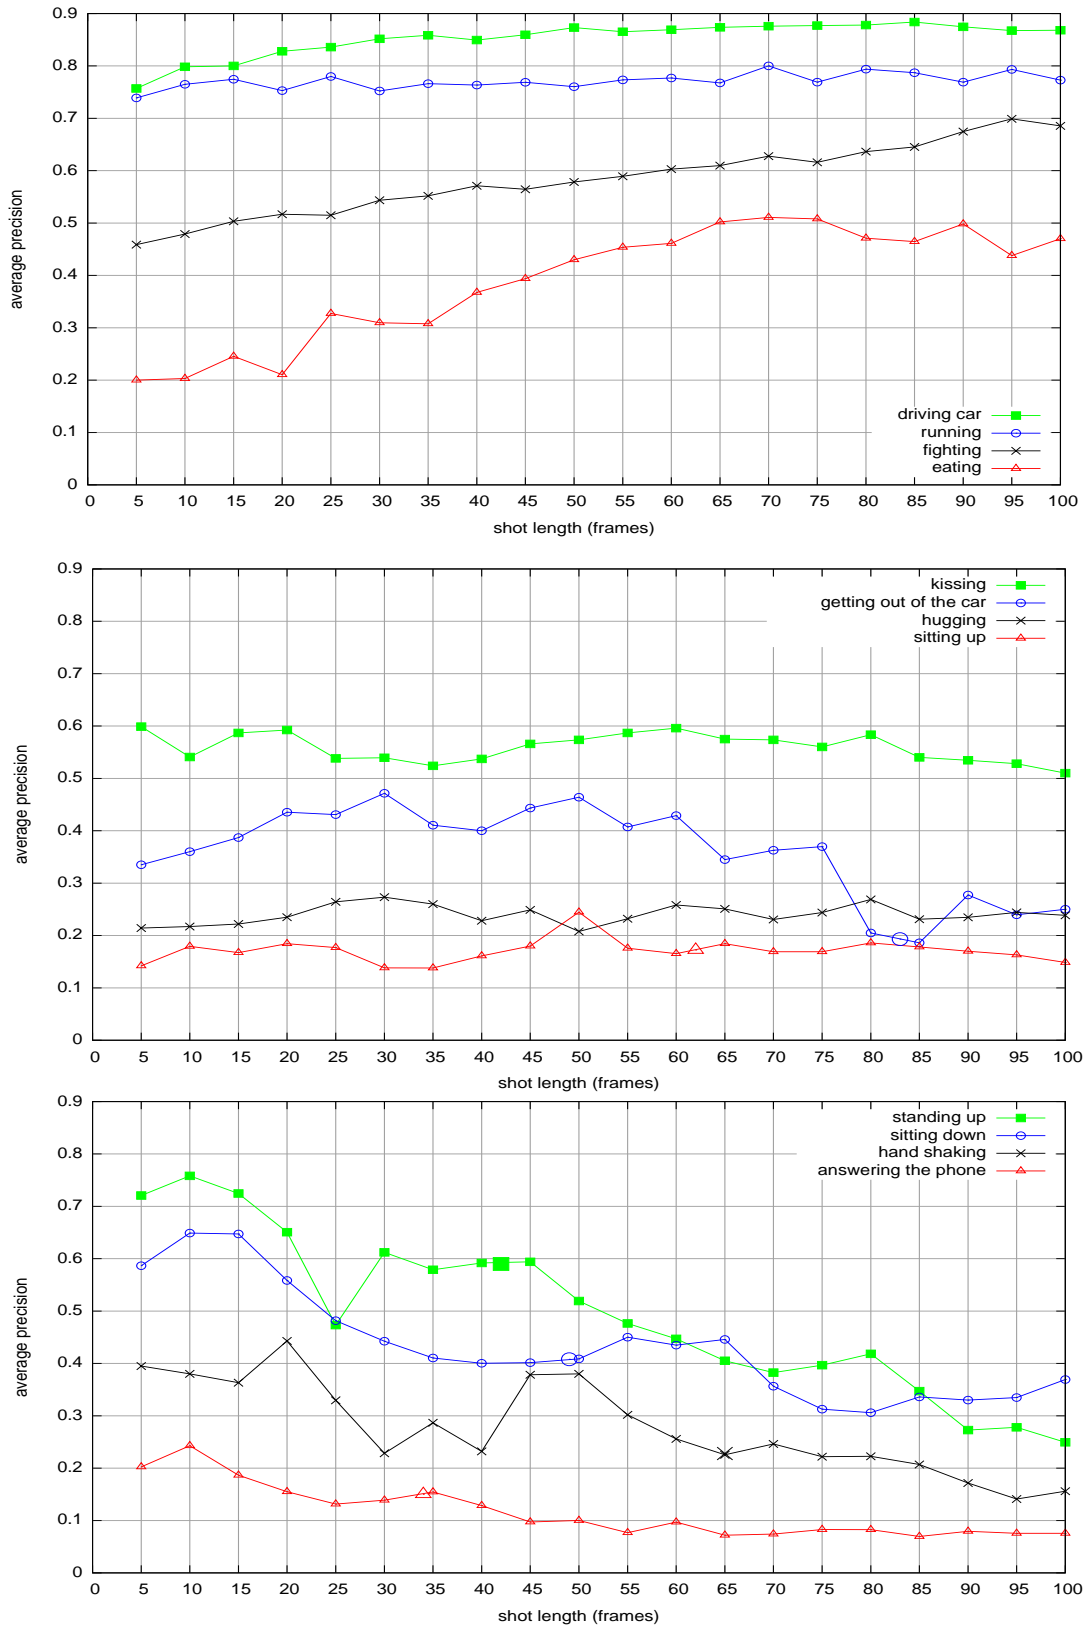 0.9
0.8
0.7
0.6
0.5
0.4
0.3
0.2
0.1
0
average precision
driving car
running
fighting
eating
0 5 10 15 20 25 30 35 40 45 50 55 60 65 70 75 80 85 90 95 100
shot length (frames)
0.9
0.8
0.7
0.6
0.5
0.4
0.3
0.2
0.1
0
average precision
kissing
getting out of the car
hugging
sitting up
0 5 10 15 20 25 30 35 40 45 50 55 60 65 70 75 80 85 90 95 100
shot length (frames)
0.9
0.8
0.7
0.6
0.5
0.4
0.3
0.2
0.1
0
average precision
standing up
sitting down
hand shaking
answering the phone
0 5 10 15 20 25 30 35 40 45 50 55 60 65 70 75 80 85 90 95 100
shot length (frames)